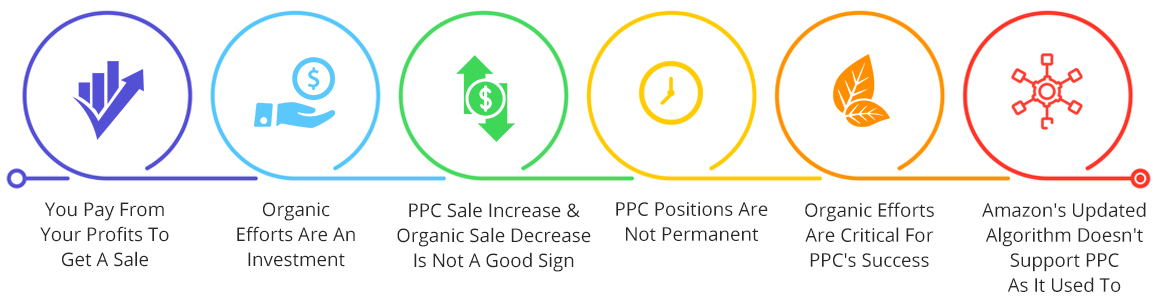 You Pay From
Your Profits To
Get A Sale
Organic
Efforts Are An
Investment
PPC Sale Increase &
Organic Sale Decrease
Is Not A Good Sign
PPC Positions Are
Not Permanent
Organic Efforts
Are Critical For
PPC's Success
Amazon's Updated
Algorithm Doesn't
Support PPC
As It Used To